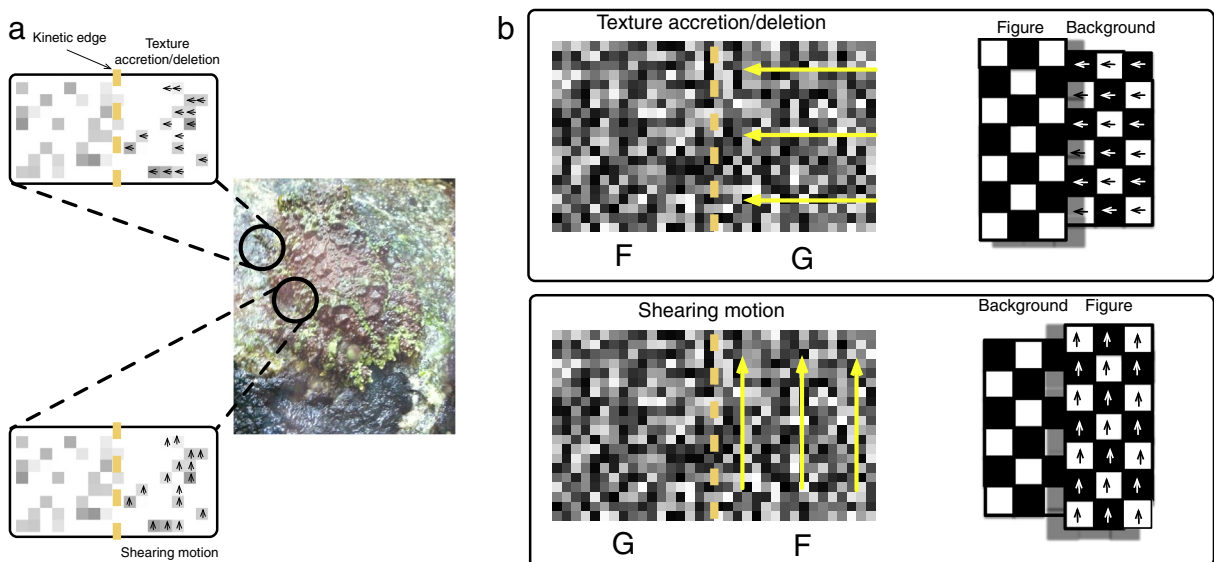 a
Kinetic edge
Texture
accretion/deletion
Shearing motion
b
Texture accretion/deletion
Figure
Background
F
G
Shearing motion
Background
Figure
G
F